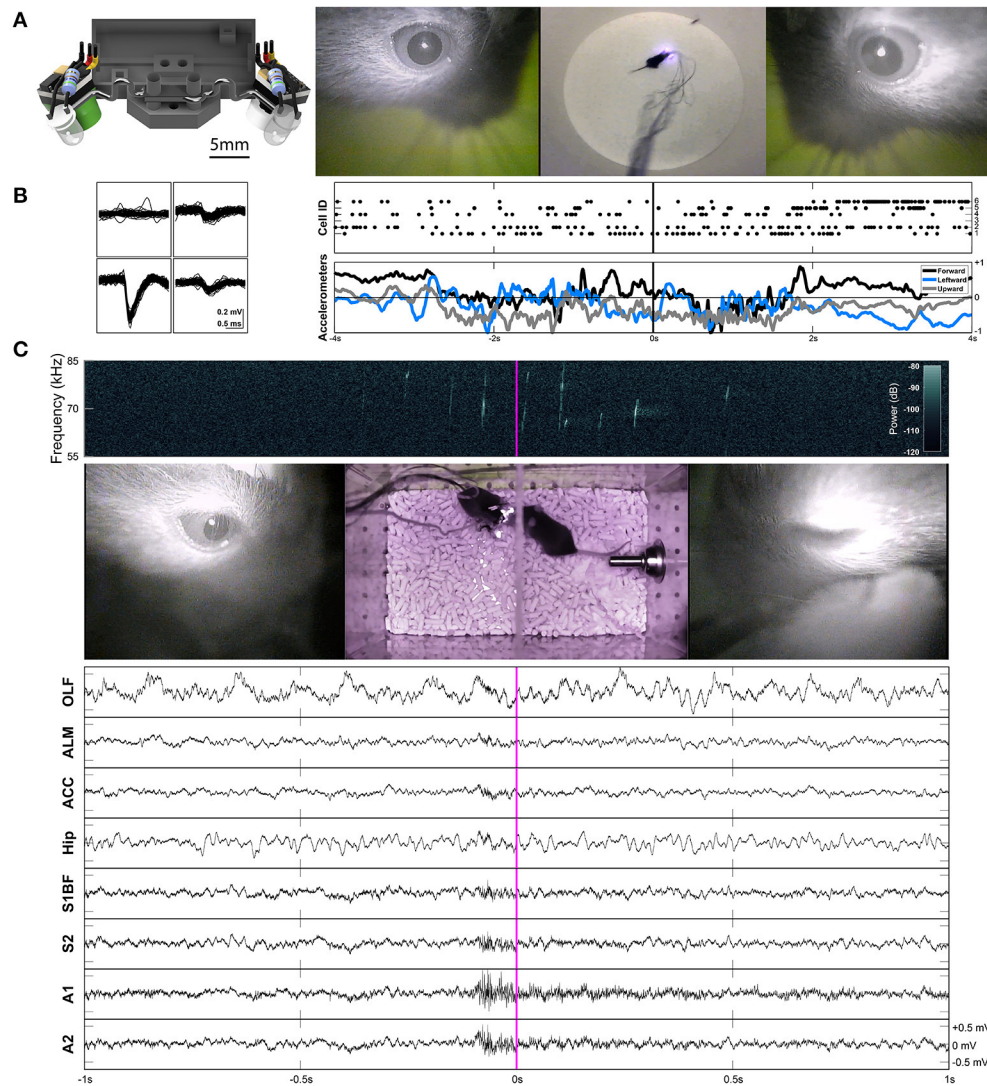 A
5mm
B
0.2 mV
0.5 ms
Cell ID
6
5
4
3
2
1
Accelerometers
+1
0
-1
Forward
Leftward
Upward
-4s
-2s
0s
2s
4s
C
Frequency (kHz)
85
70
55
Power (dB)
-80
-90
-100
-110
-120
OLF
ALM
ACC
Hip
S1BF
S2
A1
A2
+0.5 mV
0 mV
-0.5 mV
-1s
-0.5s
0s
0.5s
1s